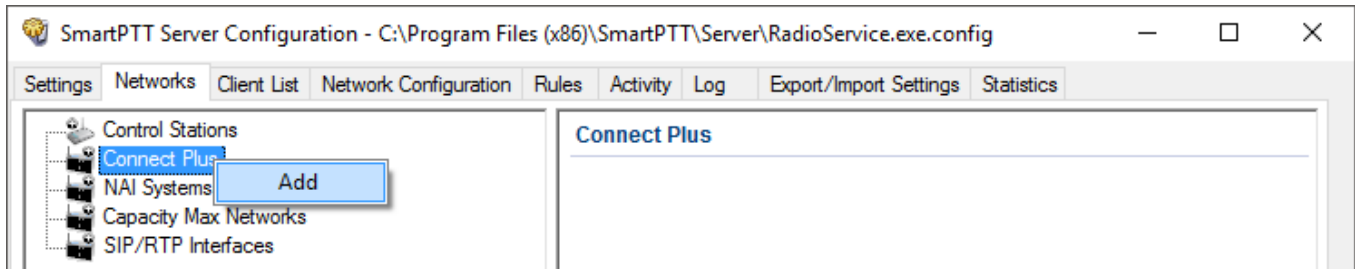 SmartPTT Server Configuration - C:\Program Files (x86)\SmartPTT\Server\RadioService.exe.config
Settings Networks Client List Network Configuration Rules Activity Log Export/Import Settings Statistics
Control Stations
Connect Plus
Add
NAI Systems
Capacity Max Networks
SIP/RTP Interfaces
Connect Plus